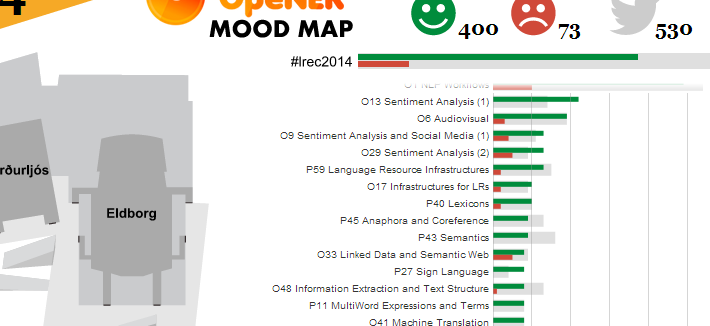 4
OpeNER
MOOD MAP
400
73
530
#lrec2014
O1 NLP Workflows
O13 Sentiment Analysis (1)
O6 Audiovisual
O9 Sentiment Analysis and Social Media (1)
O29 Sentiment Analysis (2)
P59 Language Resource Infrastructures
O17 Infrastructures for LRs
P40 Lexicons
P45 Anaphora and Coreference
P43 Semantics
O33 Linked Data and Semantic Web
P27 Sign Language
O48 Information Extraction and Text Structure
P11 MultiWord Expressions and Terms
O41 Machine Translation
rðurljós
Eldborg